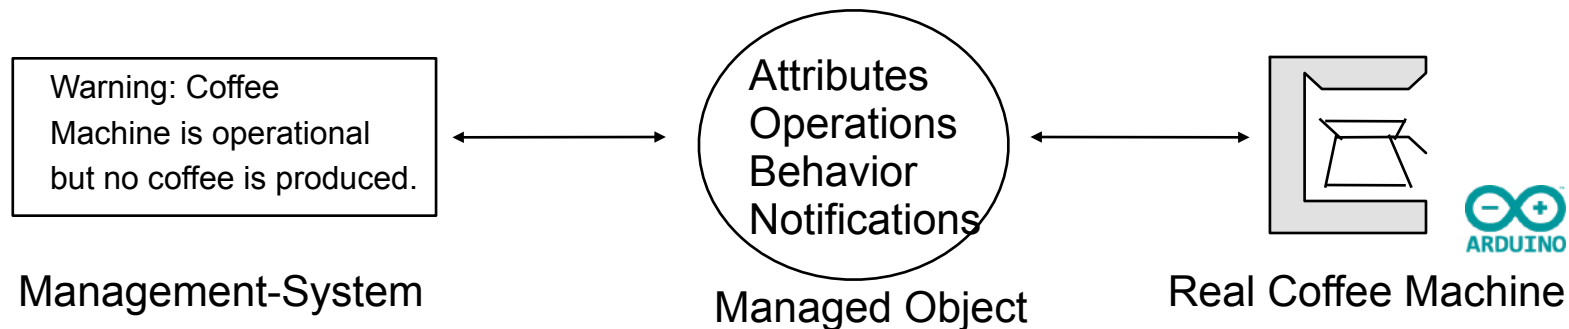 Warning: Coffee
Machine is operational
but no coffee is produced.
Management-System
Attributes
Operations
Behavior
Notifications
Managed Object
ARDUINO
Real Coffee Machine